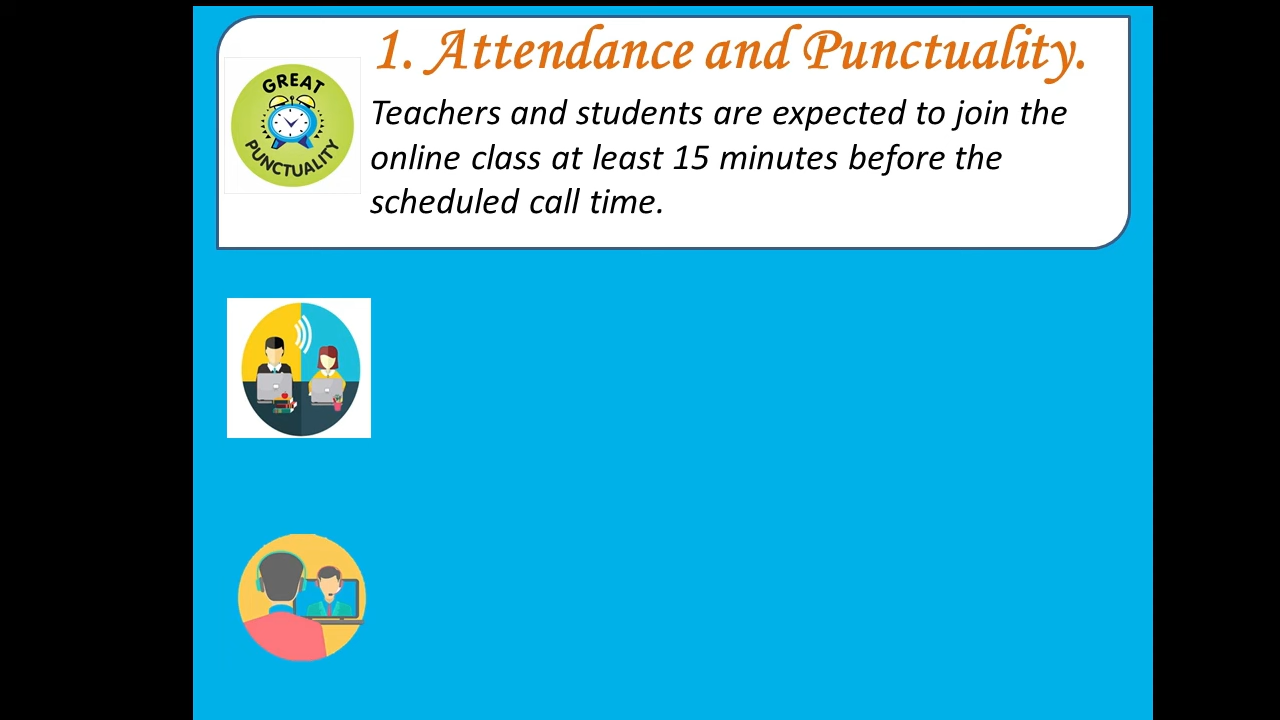 1. Attendance and Punctuality.
GREAT
PUNCTUALITY
Teachers and students are expected to join the
online class at least 15 minutes before the
scheduled call time.